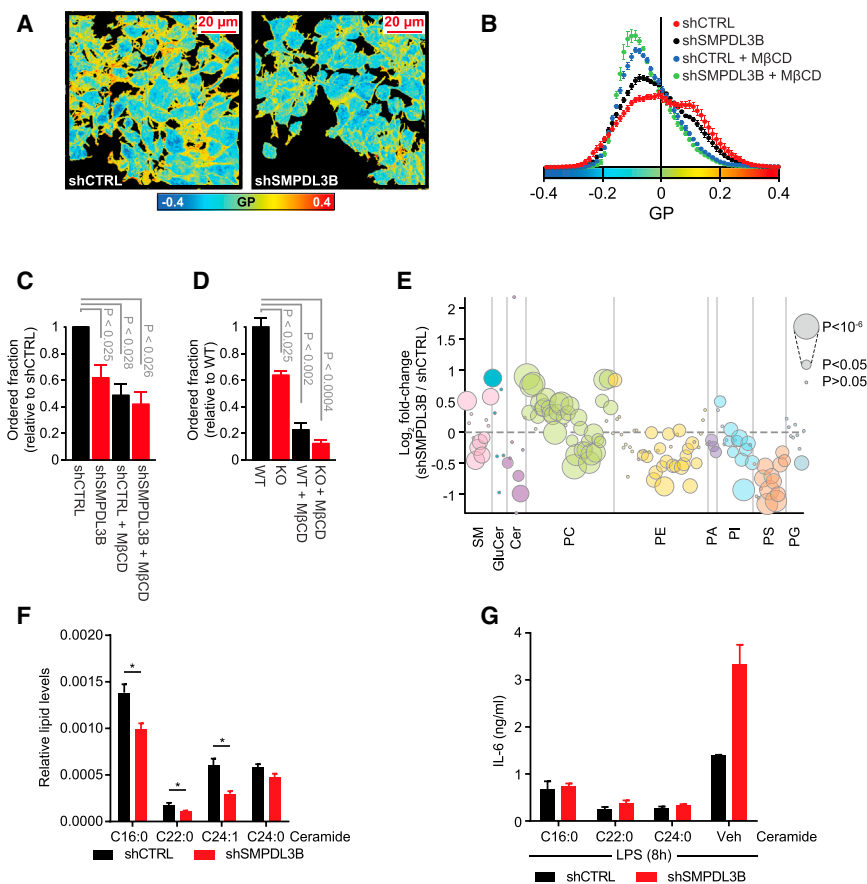 A
20 µm
20 µm
shCTRL
shSMPDL3B
-0.4
GP
0.4
B
shCTRL
shSMPDL3B
shCTRL + MβCD
shSMPDL3B + MβCD
-0.4
-0.2
0
0.2
0.4
GP
C
Ordered fraction
(relative to shCTRL)
1
0.8
0.6
0.4
0.2
0
P < 0.025
P < 0.028
P < 0.026
shCTRL
shSMPDL3B
shCTRL + MβCD
shSMPDL3B + MβCD
D
Ordered fraction
(relative to WT)
1
0.8
0.6
0.4
0.2
0
P < 0.025
P < 0.002
P < 0.0004
WT
KO
WT + MβCD
KO + MβCD
E
Log2 fold-change
(shSMPDL3B / shCTRL)
2
1.5
1
0.5
0
-0.5
-1
P<10-6
P<0.05
P>0.05
SM
GluCer
Cer
PC
PE
PA
PI
PS
PG
F
Relative lipid levels
0.0020
0.0015
0.0010
0.0005
0.0000
*
*
*
C16:0 C22:0 C24:1 C24:0 Ceramide
shCTRL shSMPDL3B
G
IL-6 (ng/ml)
4
3
2
1
0
C16:0 C22:0 C24:0 Veh Ceramide
LPS (8h)
shCTRL shSMPDL3B